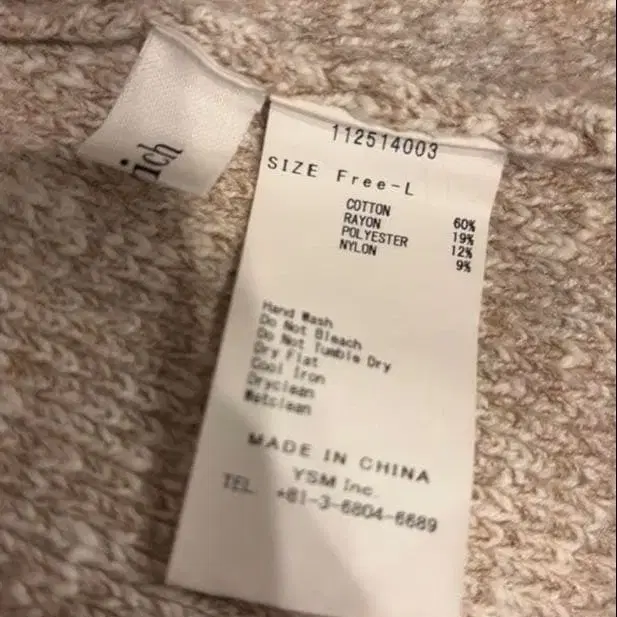 ich
112514003
SIZE Free-L
COTTON 60%
RAYON 19%
POLYESTER 12%
NYLON 9%
Hand Wash
Do Not Bleach
Do Not Tumble Dry
Dry Flat
Cool Iron
Dryclean
Wetclean
MADE IN CHINA
YSM Inc.
TEL +81-3-6804-6689